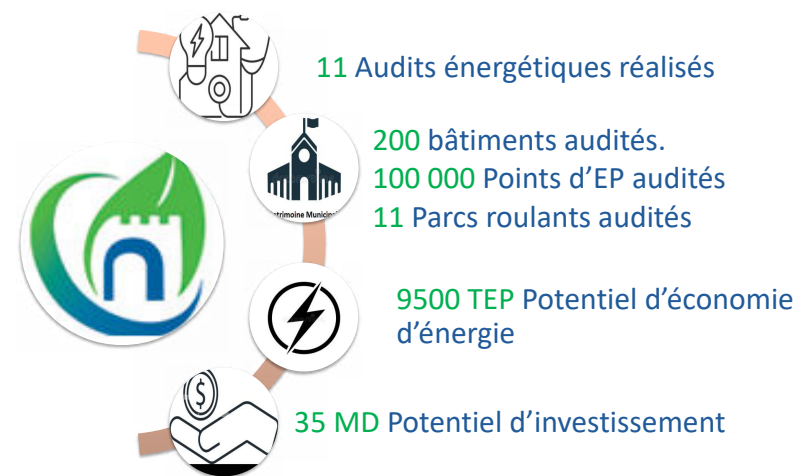 11 Audits énergétiques réalisés
200 bâtiments audités.
100 000 Points d’EP audités
11 Parcs roulants audités
9500 TEP Potentiel d’économie
d’énergie
35 MD Potentiel d’investissement